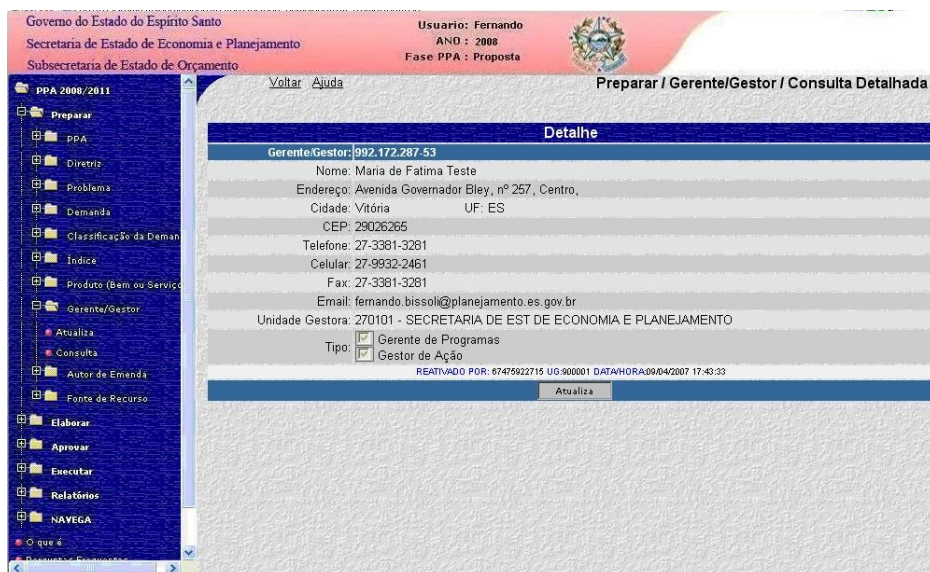 Governo do Estado do Espírito Santo
Secretaria de Estado de Economia e Planejamento
Subsecretaria de Estado de Orçamento
Usuario: Fernando
ANO : 2008
Fase PPA : Proposta
PPA 2008/2011
Preparar
PPA
Diretriz
Problema
Demanda
Classificação da Deman
Índice
Produto (Bem ou Serviço
Gerente/Gestor
Atualiza
Consulta
Autor de Emenda
Fonte de Recurso
Elaborar
Aprovar
Executar
Relatórios
NAVEGA
O que é
Perguntas Frequentes
Voltar Ajuda
Preparar / Gerente/Gestor / Consulta Detalhada
Detalhe
Gerente/Gestor: 992.172.287-53
Nome: Maria de Fatima Teste
Endereço: Avenida Governador Bley, nº 257, Centro,
Cidade: Vitória UF: ES
CEP: 29026265
Telefone: 27-3381-3281
Celular: 27-9932-2461
Fax: 27-3381-3281
Email: fernando.bissoli@planejamento.es.gov.br
Unidade Gestora: 270101 - SECRETARIA DE EST DE ECONOMIA E PLANEJAMENTO
Tipo: Gerente de Programas
Gestor de Ação
REATIVADO POR: 67475922715 UG:900001 DATA/HORA:09/04/2007 17:43:33
Atualiza